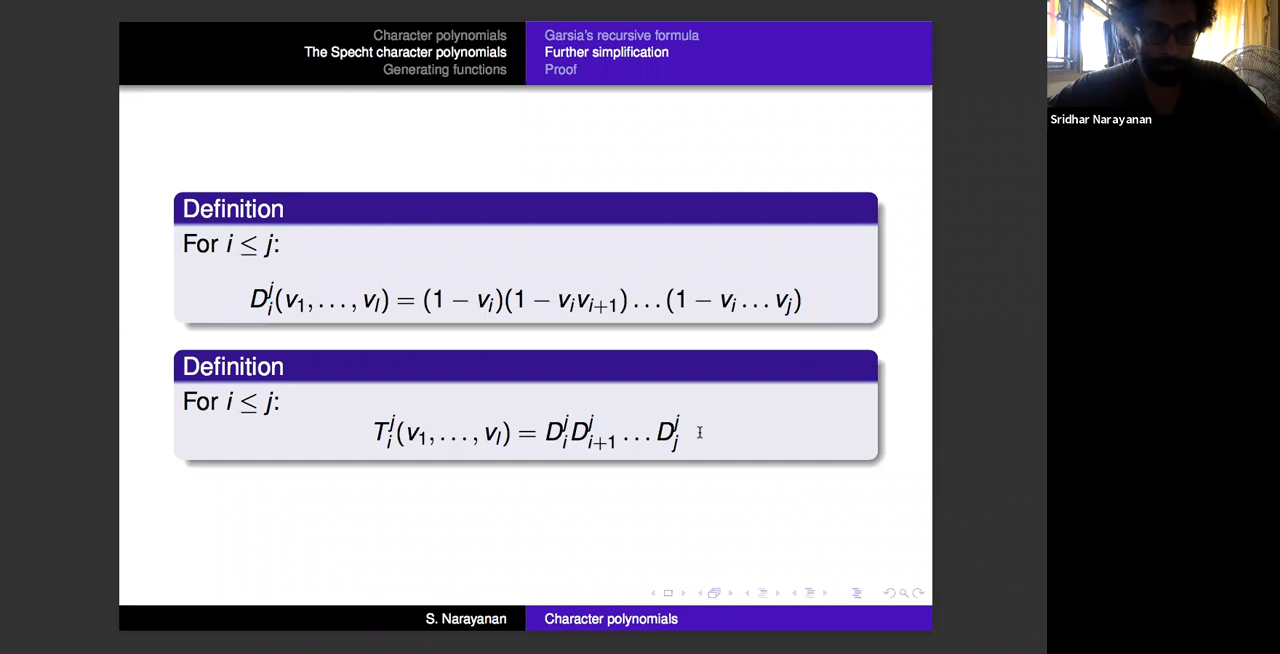 Character polynomials
The Specht character polynomials
Generating functions
Garsia's recursive formula
Further simplification
Proof
Definition
For i ≤ j:
D_i^j(v_1, . . . , v_l) = (1 − v_i)(1 − v_i v_{i+1}) . . . (1 − v_i . . . v_j)
Definition
For i ≤ j:
T_i^j(v_1, . . . , v_l) = D_i^j D_{i+1}^j . . . D_j^j
S. Narayanan
Character polynomials
Sridhar Narayanan